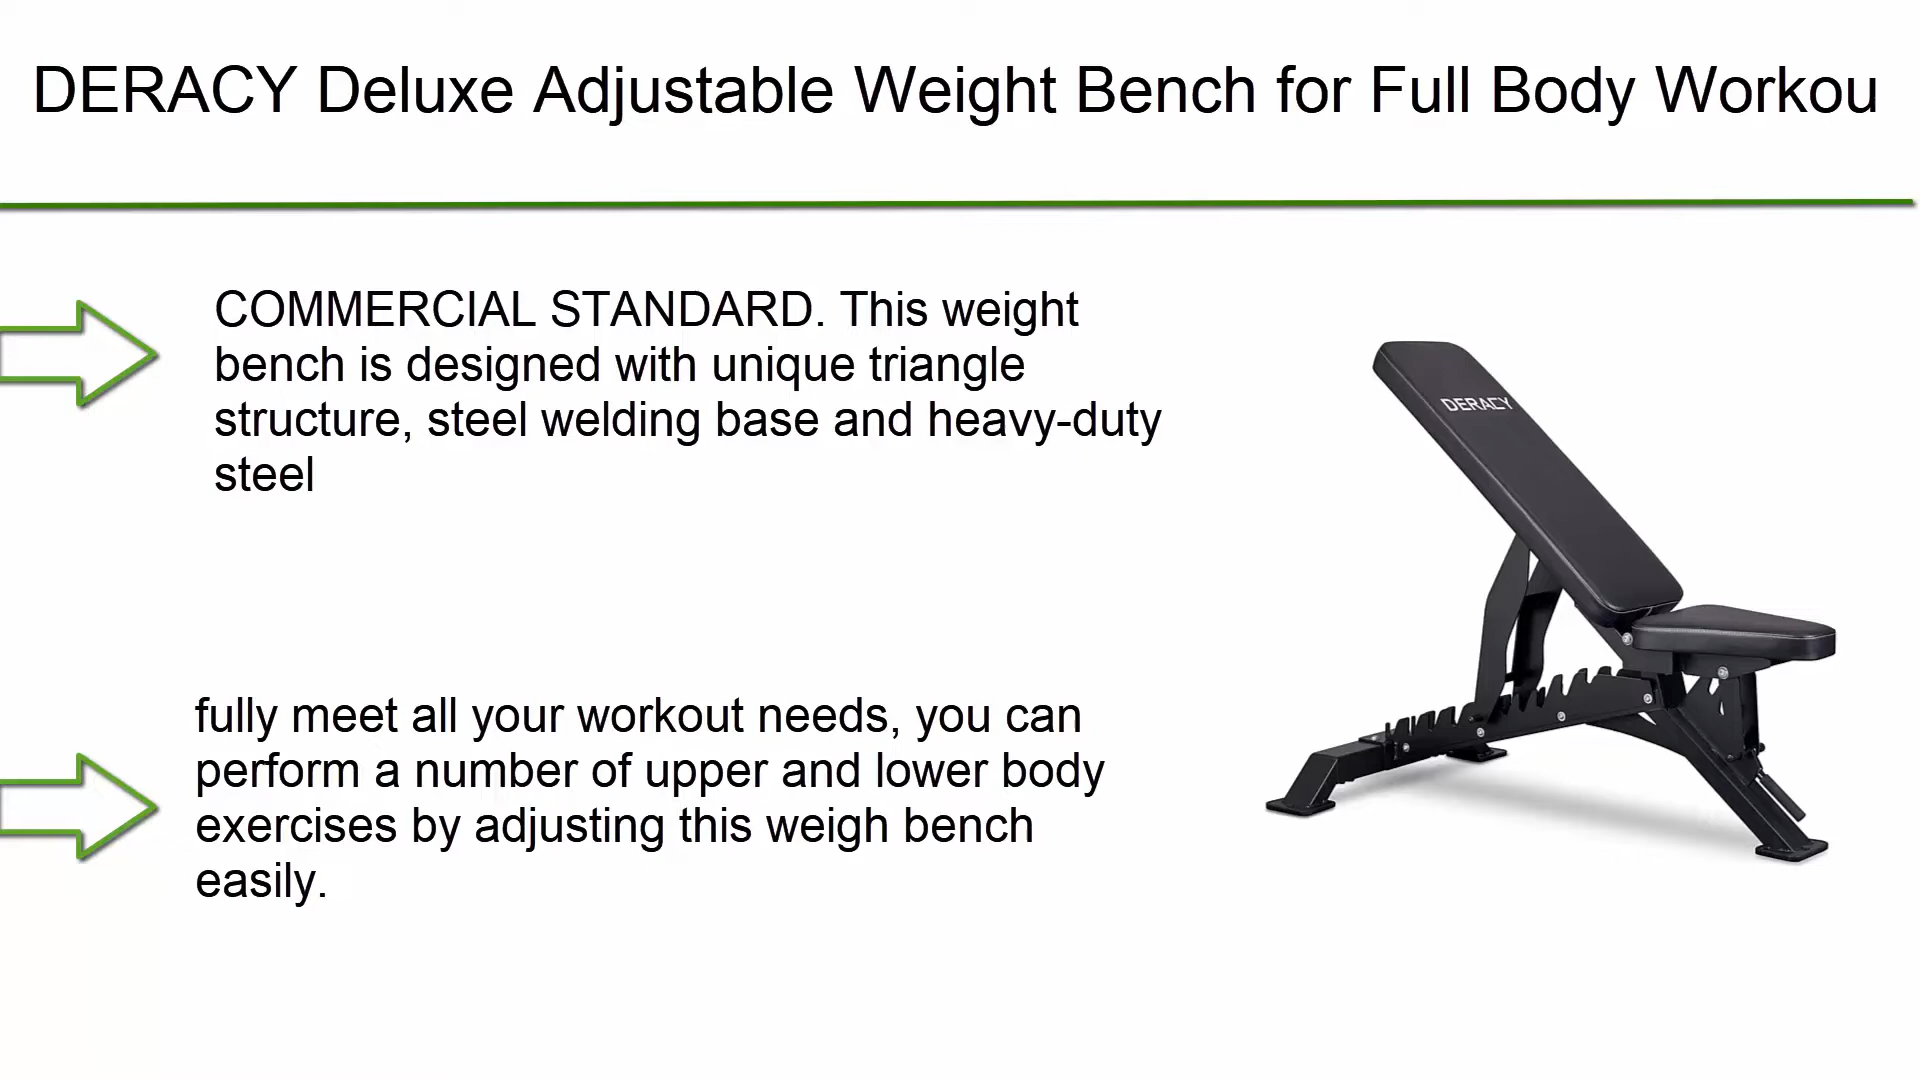 DERACY Deluxe Adjustable Weight Bench for Full Body Workou
COMMERCIAL STANDARD. This weight
bench is designed with unique triangle
structure, steel welding base and heavy-duty
steel
DERACY
fully meet all your workout needs, you can
perform a number of upper and lower body
exercises by adjusting this weigh bench
easily.